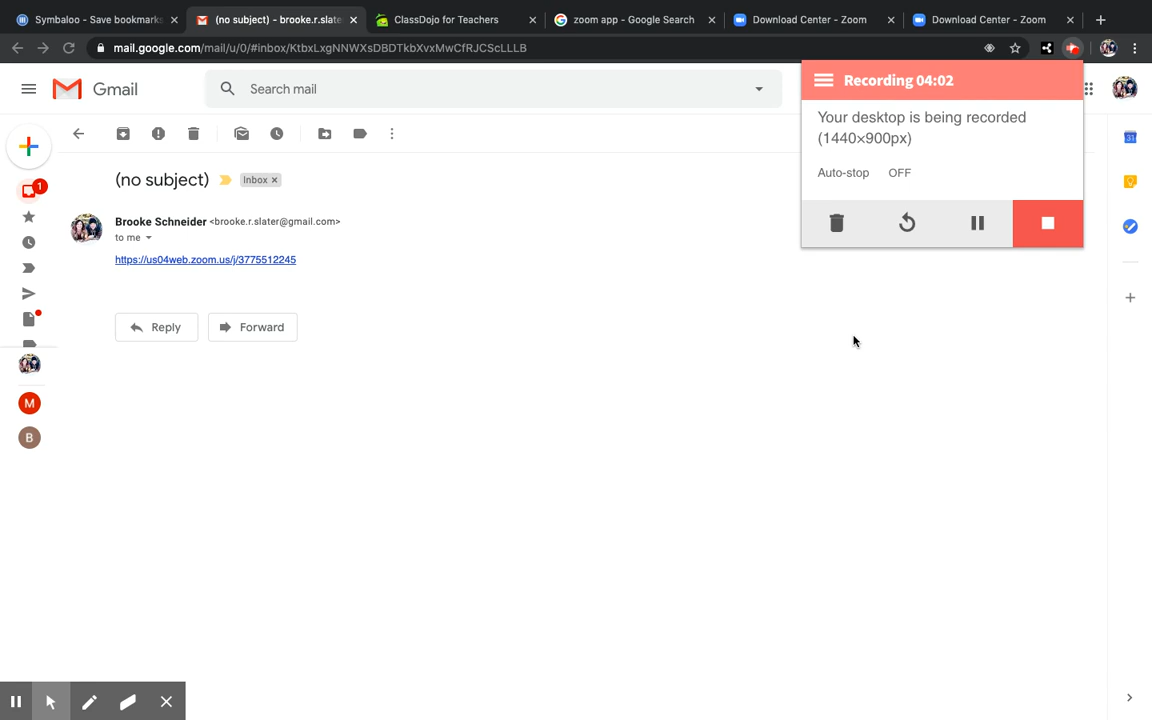 Symbaloo - Save bookmarks
(no subject) - brooke.r.slate
ClassDojo for Teachers
zoom app - Google Search
Download Center - Zoom
Download Center - Zoom
mail.google.com/mail/u/0/#inbox/KtbxLxgNNWXsDBDTkbXvxMwCfRJCScLLLB
Gmail
Search mail
Recording 04:02
Your desktop is being recorded
(1440×900px)
Auto-stop OFF
(no subject)
Inbox ×
1
31
Brooke Schneider <brooke.r.slater@gmail.com>
to me
https://us04web.zoom.us/j/3775512245
Reply
Forward
M
B